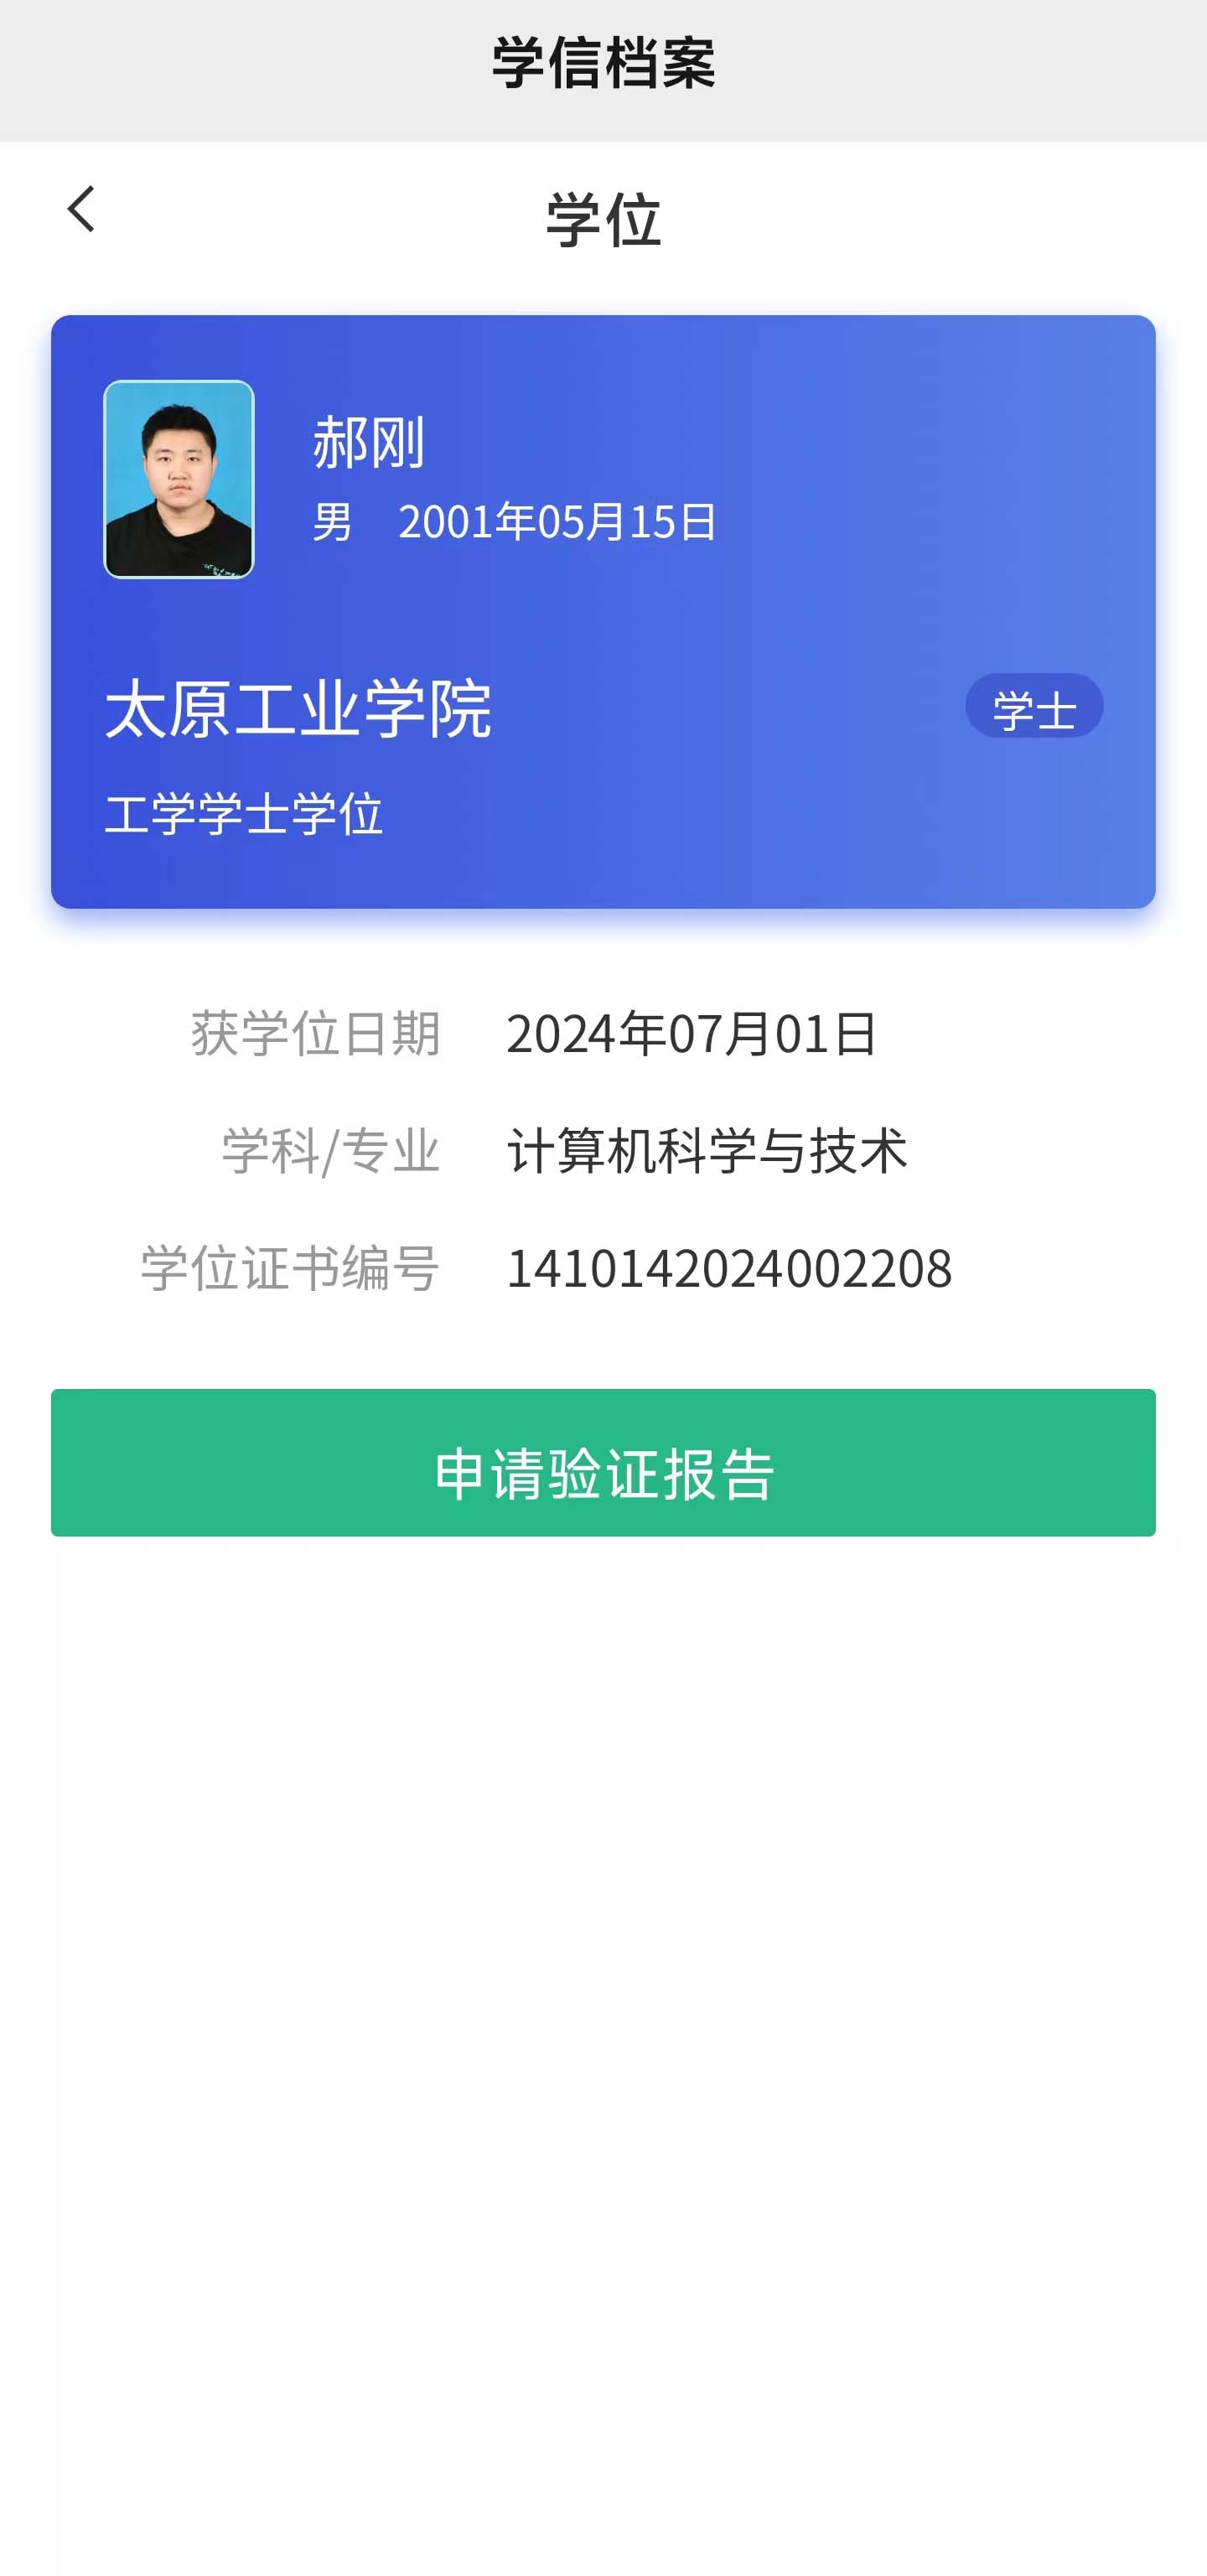 学信档案
学位
郝刚
男 2001年05月15日
太原工业学院
学士
工学学士学位
获学位日期 2024年07月01日
学科/专业 计算机科学与技术
学位证书编号 1410142024002208
申请验证报告